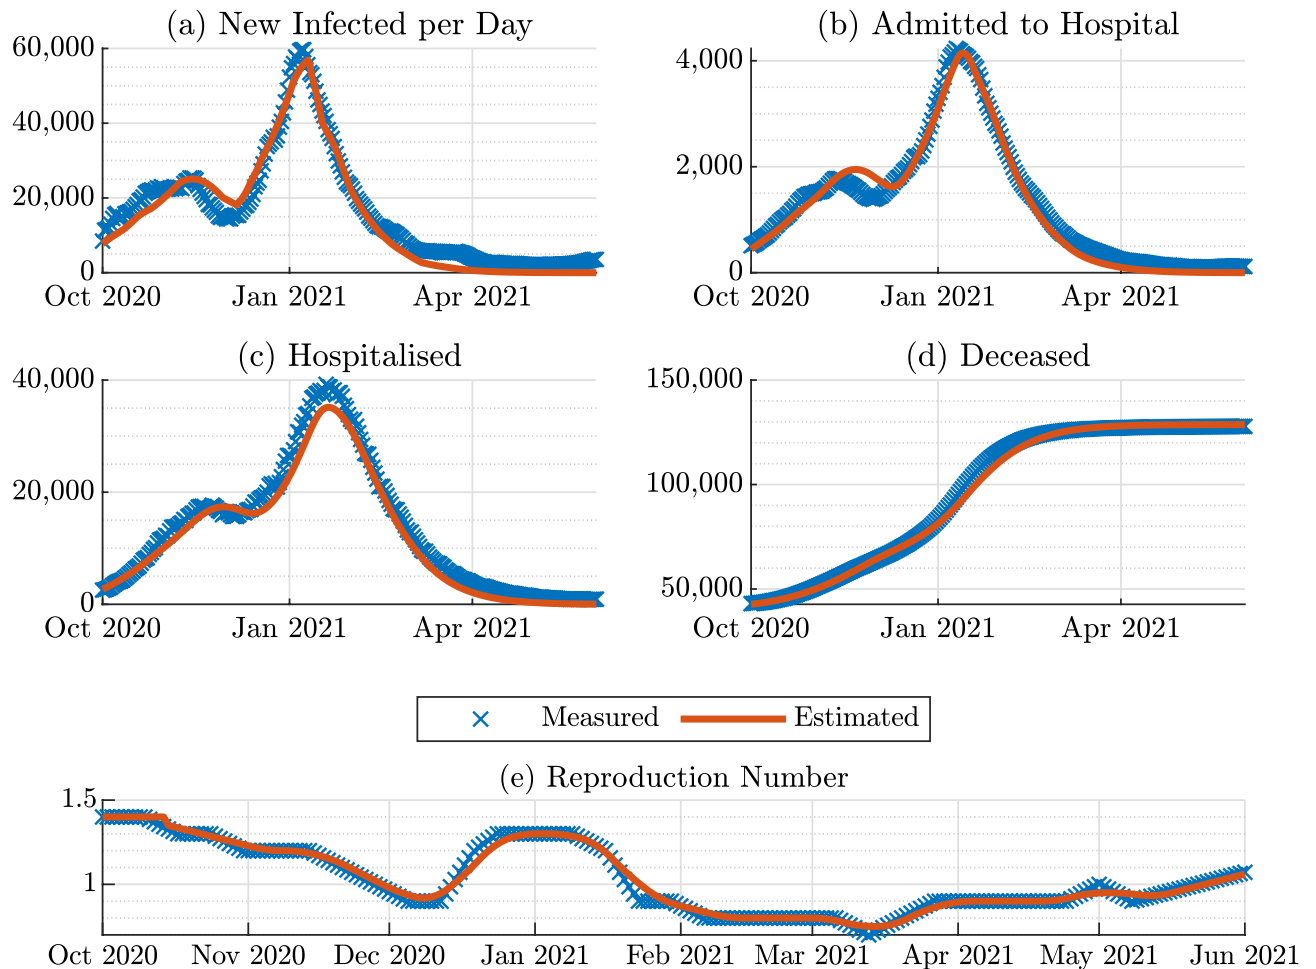 (a) New Infected per Day
60,000
40,000
20,000
0
Oct 2020 Jan 2021 Apr 2021
(b) Admitted to Hospital
4,000
2,000
0
Oct 2020 Jan 2021 Apr 2021
(c) Hospitalised
40,000
20,000
0
Oct 2020 Jan 2021 Apr 2021
(d) Deceased
150,000
100,000
50,000
Oct 2020 Jan 2021 Apr 2021
Measured Estimated
(e) Reproduction Number
1.5
1
Oct 2020 Nov 2020 Dec 2020 Jan 2021 Feb 2021 Mar 2021 Apr 2021 May 2021 Jun 2021